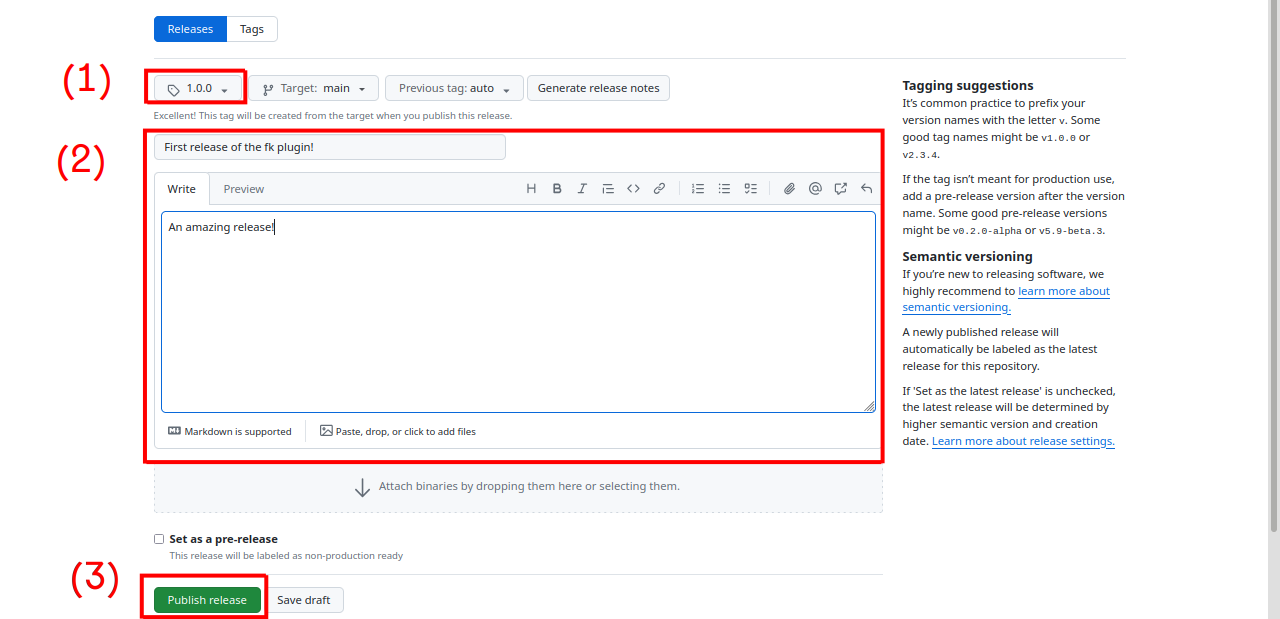 Releases Tags
(1)
1.0.0 Target: main Previous tag: auto Generate release notes
Excellent! This tag will be created from the target when you publish this release.
(2)
First release of the fk plugin!
Write Preview
An amazing release!
Markdown is supported Paste, drop, or click to add files
Attach binaries by dropping them here or selecting them.
Set as a pre-release
This release will be labeled as non-production ready
(3)
Publish release Save draft
Tagging suggestions
It's common practice to prefix your
version names with the letter v. Some
good tag names might be v1.0.0 or
v2.3.4.
If the tag isn't meant for production use,
add a pre-release version after the version
name. Some good pre-release versions
might be v0.2.0-alpha or v5.9-beta.3.
Semantic versioning
If you're new to releasing software, we
highly recommend to learn more about
semantic versioning.
A newly published release will
automatically be labeled as the latest
release for this repository.
If 'Set as the latest release' is unchecked,
the latest release will be determined by
higher semantic version and creation
date. Learn more about release settings.